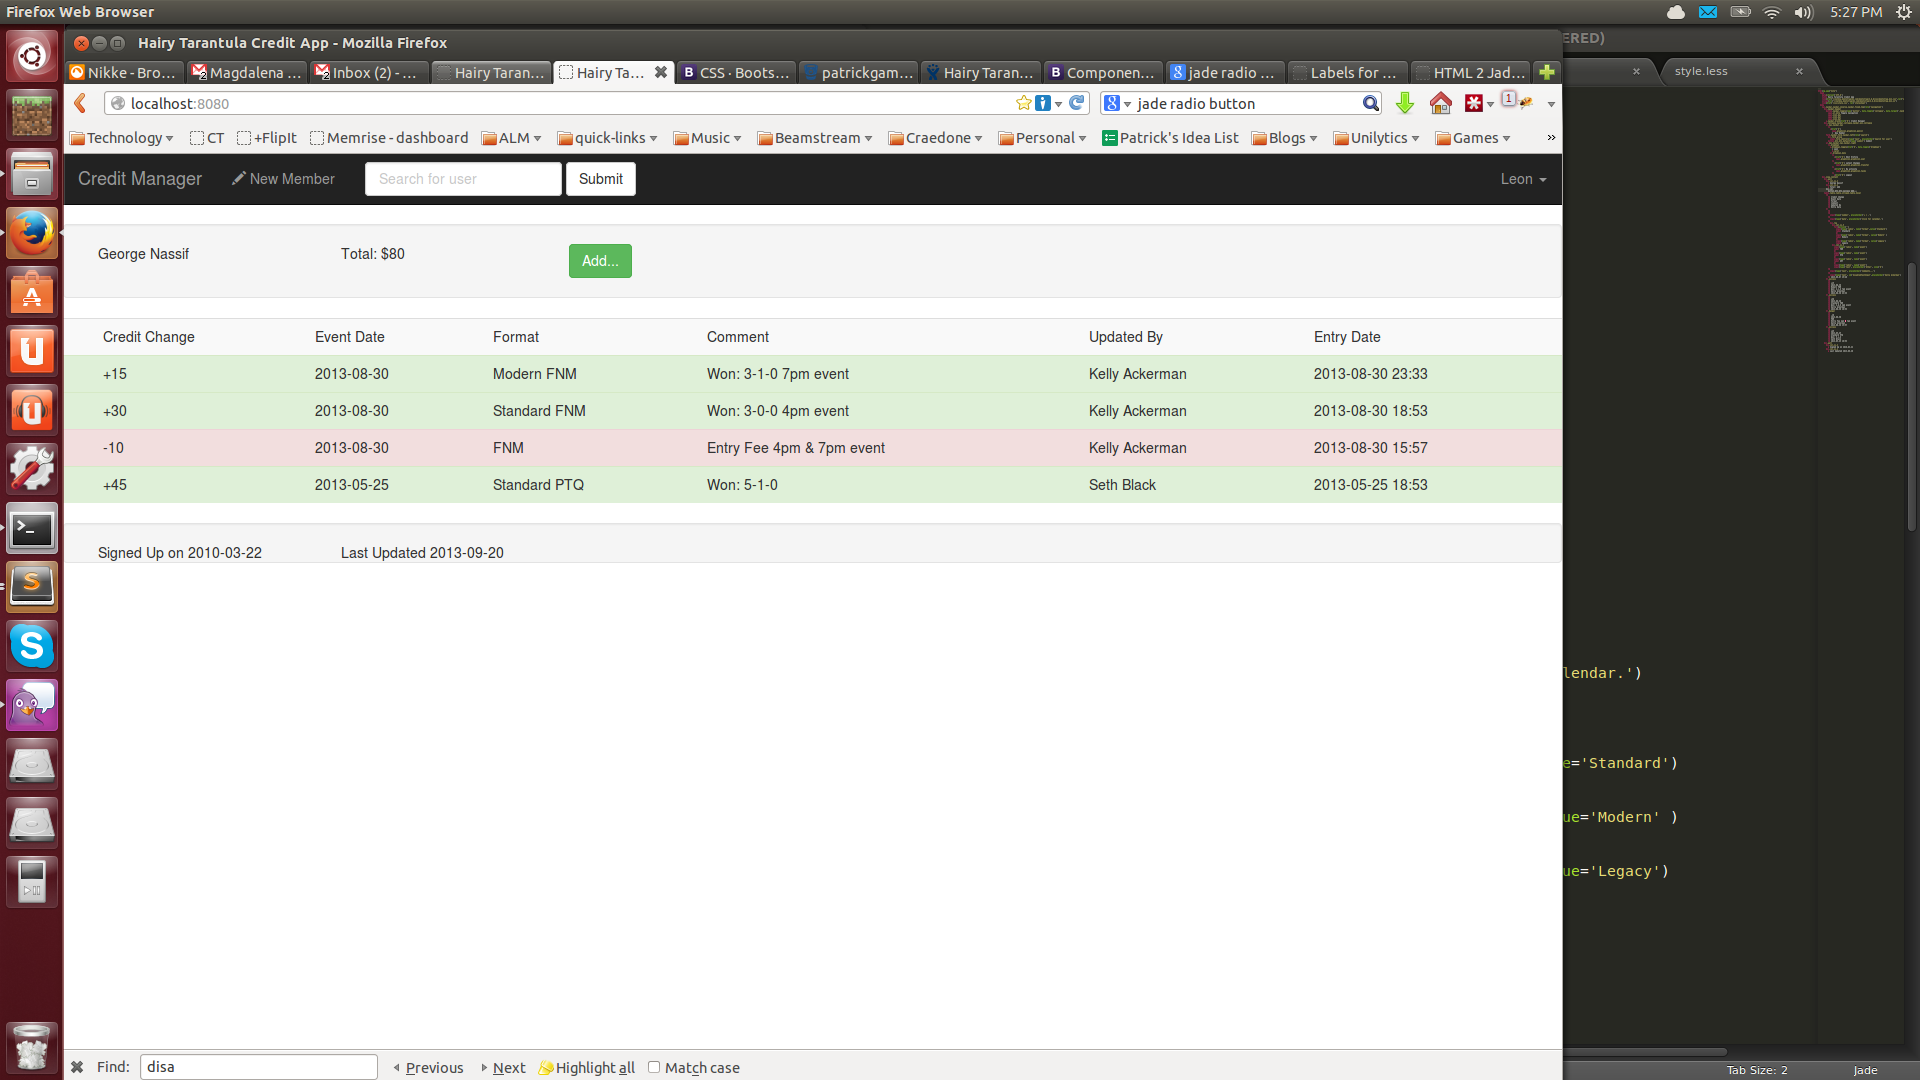 Firefox Web Browser
5:27 PM
Hairy Tarantula Credit App - Mozilla Firefox
ERED)
Nikke - Bro...
Magdalena ...
Inbox (2) - ...
Hairy Taran...
Hairy Ta...
CSS · Boots...
patrickgam...
Hairy Taran...
Componen...
jade radio ...
Labels for ...
HTML 2 Jad...
style.less
localhost:8080
jade radio button
1
Technology
CT
+FlipIt
Memrise - dashboard
ALM
quick-links
Music
Beamstream
Craedone
Personal
Patrick's Idea List
Blogs
Unilytics
Games
»
Credit Manager
New Member
Search for user
Submit
Leon
George Nassif
Total: $80
Add...
Credit Change Event Date Format Comment Updated By Entry Date
+15 2013-08-30 Modern FNM Won: 3-1-0 7pm event Kelly Ackerman 2013-08-30 23:33
+30 2013-08-30 Standard FNM Won: 3-0-0 4pm event Kelly Ackerman 2013-08-30 18:53
-10 2013-08-30 FNM Entry Fee 4pm & 7pm event Kelly Ackerman 2013-08-30 15:57
+45 2013-05-25 Standard PTQ Won: 5-1-0 Seth Black 2013-05-25 18:53
Signed Up on 2010-03-22 Last Updated 2013-09-20
lendar.')
e='Standard')
ue='Modern' )
ue='Legacy')
Find: disa Previous Next Highlight all Match case
Tab Size: 2 Jade